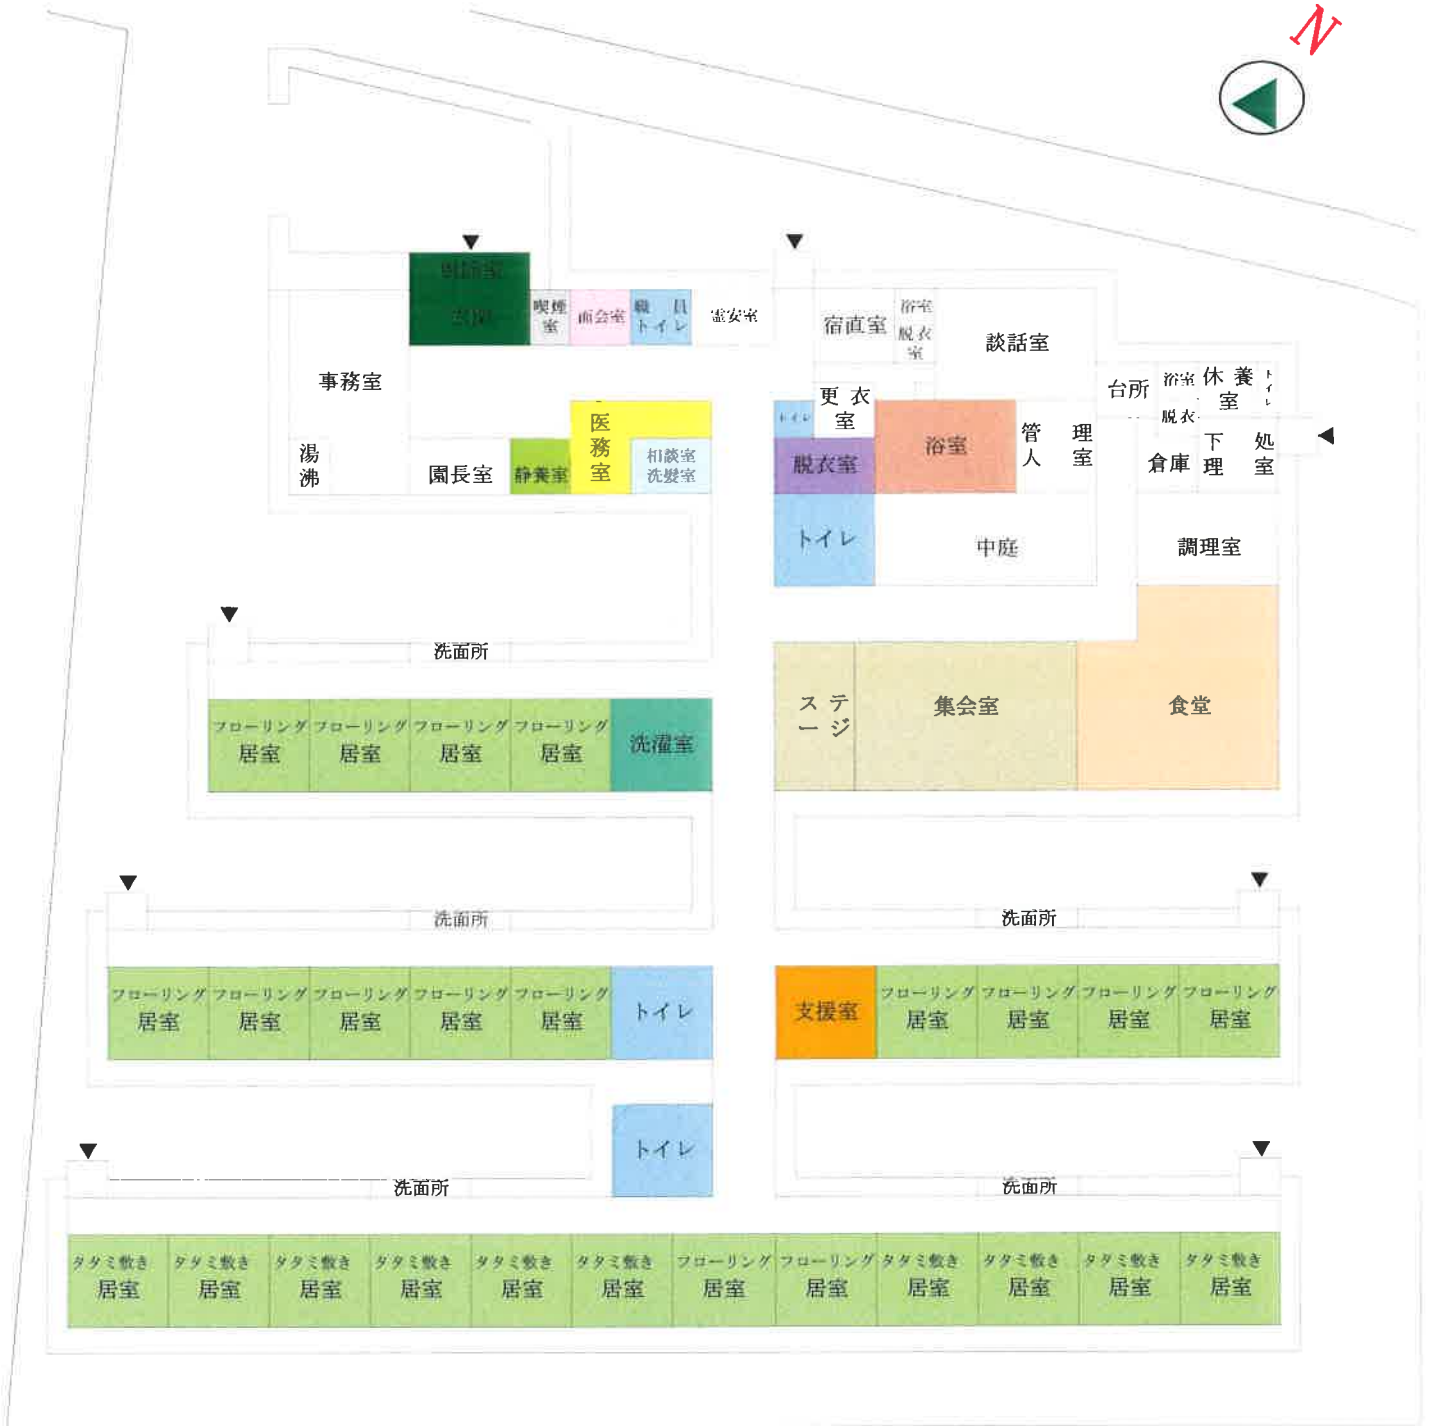 N
玄関
喫煙
室
面会室
職員
トイレ
霊安室
宿直室
浴室
脱衣
室
談話室
事務室
台所
浴室
脱衣
休養
室
トイレ
更衣
室
医
務
室
トイレ
浴室
管理
人室
湯
沸
園長室
静養室
相談室
洗髪室
脱衣室
倉庫
下処
理室
トイレ
中庭
調理室
洗面所
フローリング
居室
フローリング
居室
フローリング
居室
フローリング
居室
洗濯室
ステ
ージ
集会室
食堂
洗面所
洗面所
フローリング
居室
フローリング
居室
フローリング
居室
フローリング
居室
フローリング
居室
トイレ
支援室
フローリング
居室
フローリング
居室
フローリング
居室
フローリング
居室
トイレ
洗面所
洗面所
タタミ敷き
居室
タタミ敷き
居室
タタミ敷き
居室
タタミ敷き
居室
タタミ敷き
居室
タタミ敷き
居室
フローリング
居室
フローリング
居室
タタミ敷き
居室
タタミ敷き
居室
タタミ敷き
居室
タタミ敷き
居室